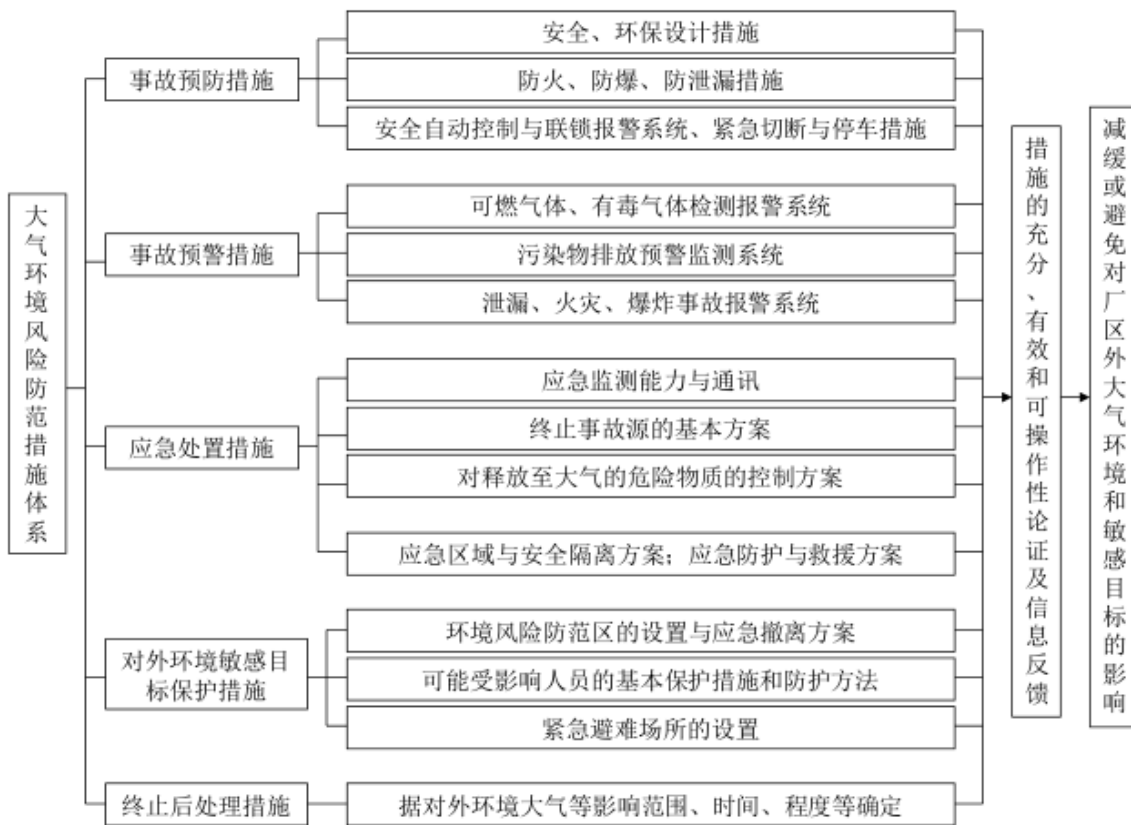 大气环境风险防范措施体系
事故预防措施
安全、环保设计措施
防火、防爆、防泄漏措施
安全自动控制与联锁报警系统、紧急切断与停车措施
事故预警措施
可燃气体、有毒气体检测报警系统
污染物排放预警监测系统
泄漏、火灾、爆炸事故报警系统
应急处置措施
应急监测能力与通讯
终止事故源的基本方案
对释放至大气的危险物质的控制方案
应急区域与安全隔离方案；应急防护与救援方案
对外环境敏感目
标保护措施
环境风险防范区的设置与应急撤离方案
可能受影响人员的基本保护措施和防护方法
紧急避难场所的设置
终止后处理措施
据对外环境大气等影响范围、时间、程度等确定
措施的充分、有效和可操作性论证及信息反馈
减缓或避免对厂区外大气环境和敏感目标的影响